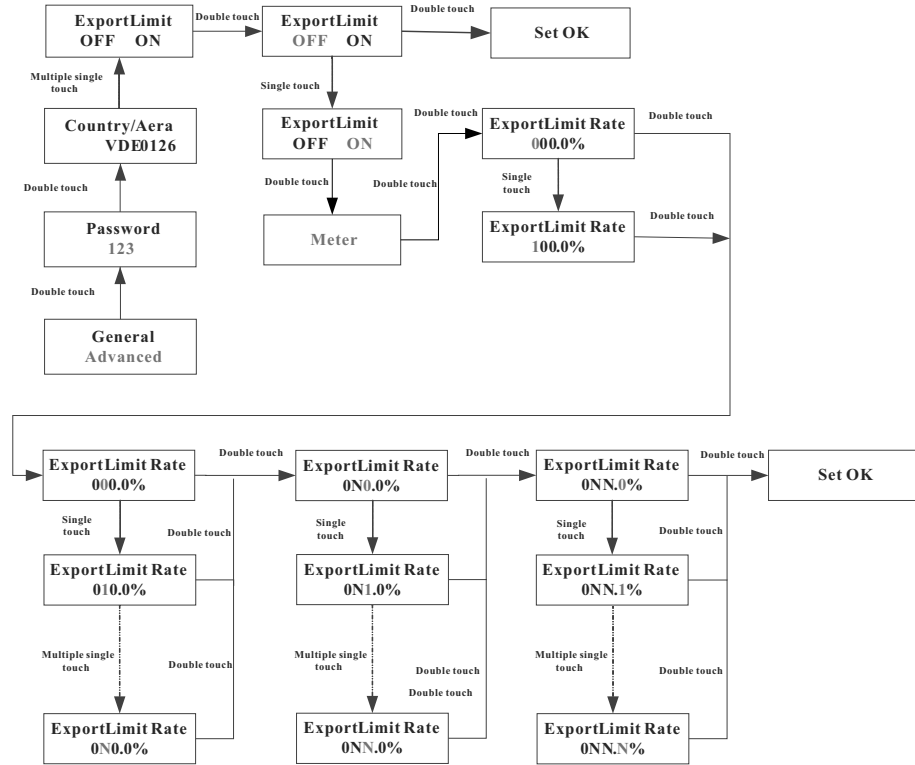 ExportLimit
OFF ON
Double touch
ExportLimit
OFF ON
Double touch
Set OK
Multiple single
touch
Single
touch
Country/Aera
VDE0126
ExportLimit
OFF ON
Double touch
ExportLimit Rate
000.0%
Double touch
Double touch
Double touch
Double touch
Single
touch
Password
123
Meter
ExportLimit Rate
100.0%
Double touch
Double touch
General
Advanced
ExportLimit Rate
000.0%
Double touch
ExportLimit Rate
0N0.0%
Double touch
ExportLimit Rate
0NN.0%
Double touch
Set OK
Single
touch
Double touch
Single
touch
Single
touch
Double touch
ExportLimit Rate
010.0%
ExportLimit Rate
0N1.0%
ExportLimit Rate
0NN.1%
Multiple single
touch
Double touch
Multiple single
touch
Double touch
Double touch
Multiple single
touch
Double touch
ExportLimit Rate
0N0.0%
ExportLimit Rate
0NN.0%
ExportLimit Rate
0NN.N%